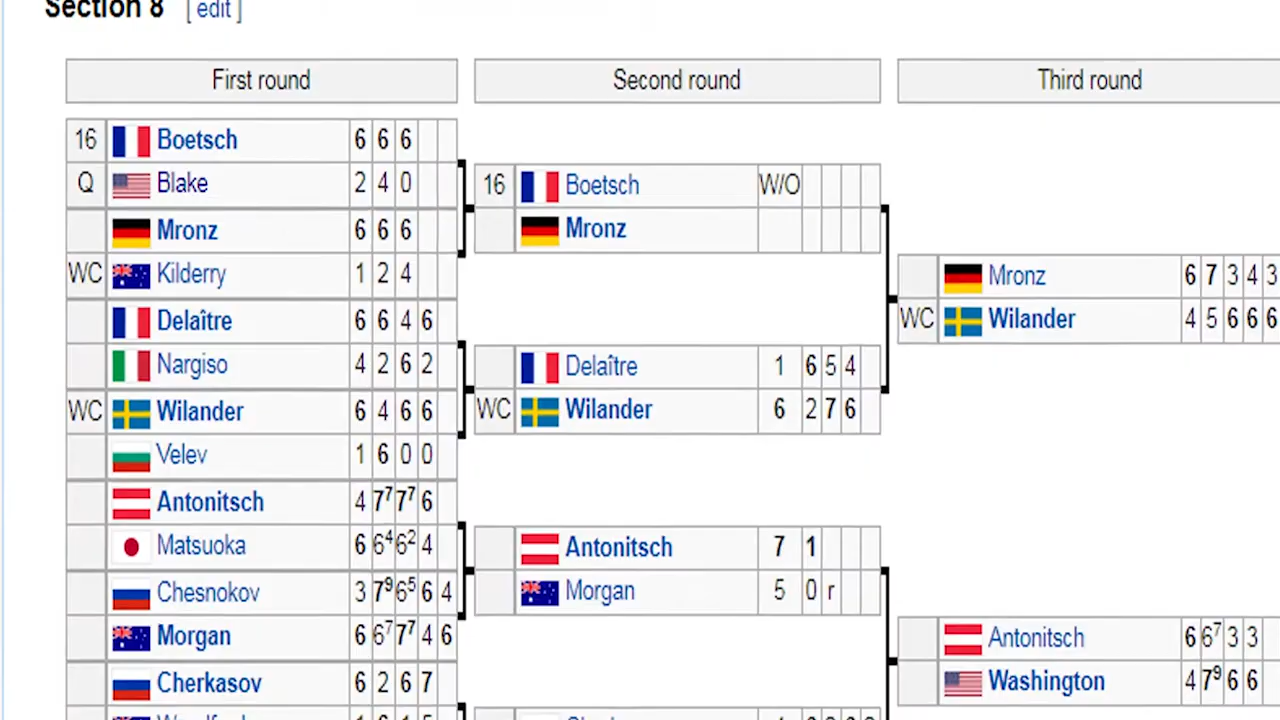 Section 8 [edit]
First round Second round Third round
16 Boetsch 6 6 6
Q Blake 2 4 0
16 Boetsch W/O
Mronz 6 6 6
Mronz
WC Kilderry 1 2 4
Mronz 6 7 3 4 3
Delaître 6 6 4 6
WC Wilander 4 5 6 6 6
Nargiso 4 2 6 2
Delaître 1 6 5 4
WC Wilander 6 4 6 6
WC Wilander 6 2 7 6
Velev 1 6 0 0
Antonitsch 4 7⁷ 7⁷ 6
Matsuoka 6 6⁴ 6² 4
Antonitsch 7 1
Chesnokov 3 7⁹ 6⁵ 6 4
Morgan 5 0 r
Morgan 6 6⁷ 7⁷ 4 6
Antonitsch 6 6⁷ 3 3
Cherkasov 6 2 6 7
Washington 4 7⁹ 6 6